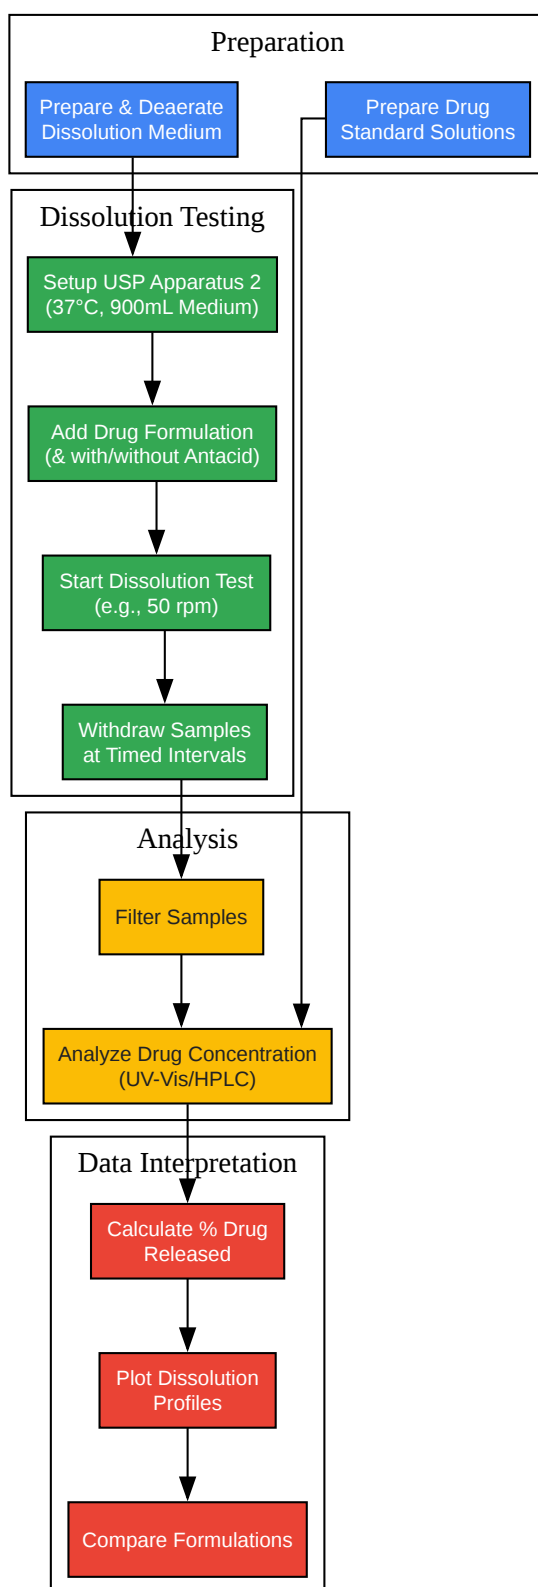 Preparation
Prepare & Deaerate
Dissolution Medium
Prepare Drug
Standard Solutions
Dissolution Testing
Setup USP Apparatus 2
(37°C, 900mL Medium)
Add Drug Formulation
(& with/without Antacid)
Start Dissolution Test
(e.g., 50 rpm)
Withdraw Samples
at Timed Intervals
Analysis
Filter Samples
Analyze Drug Concentration
(UV-Vis/HPLC)
Data Interpretation
Calculate % Drug
Released
Plot Dissolution
Profiles
Compare Formulations